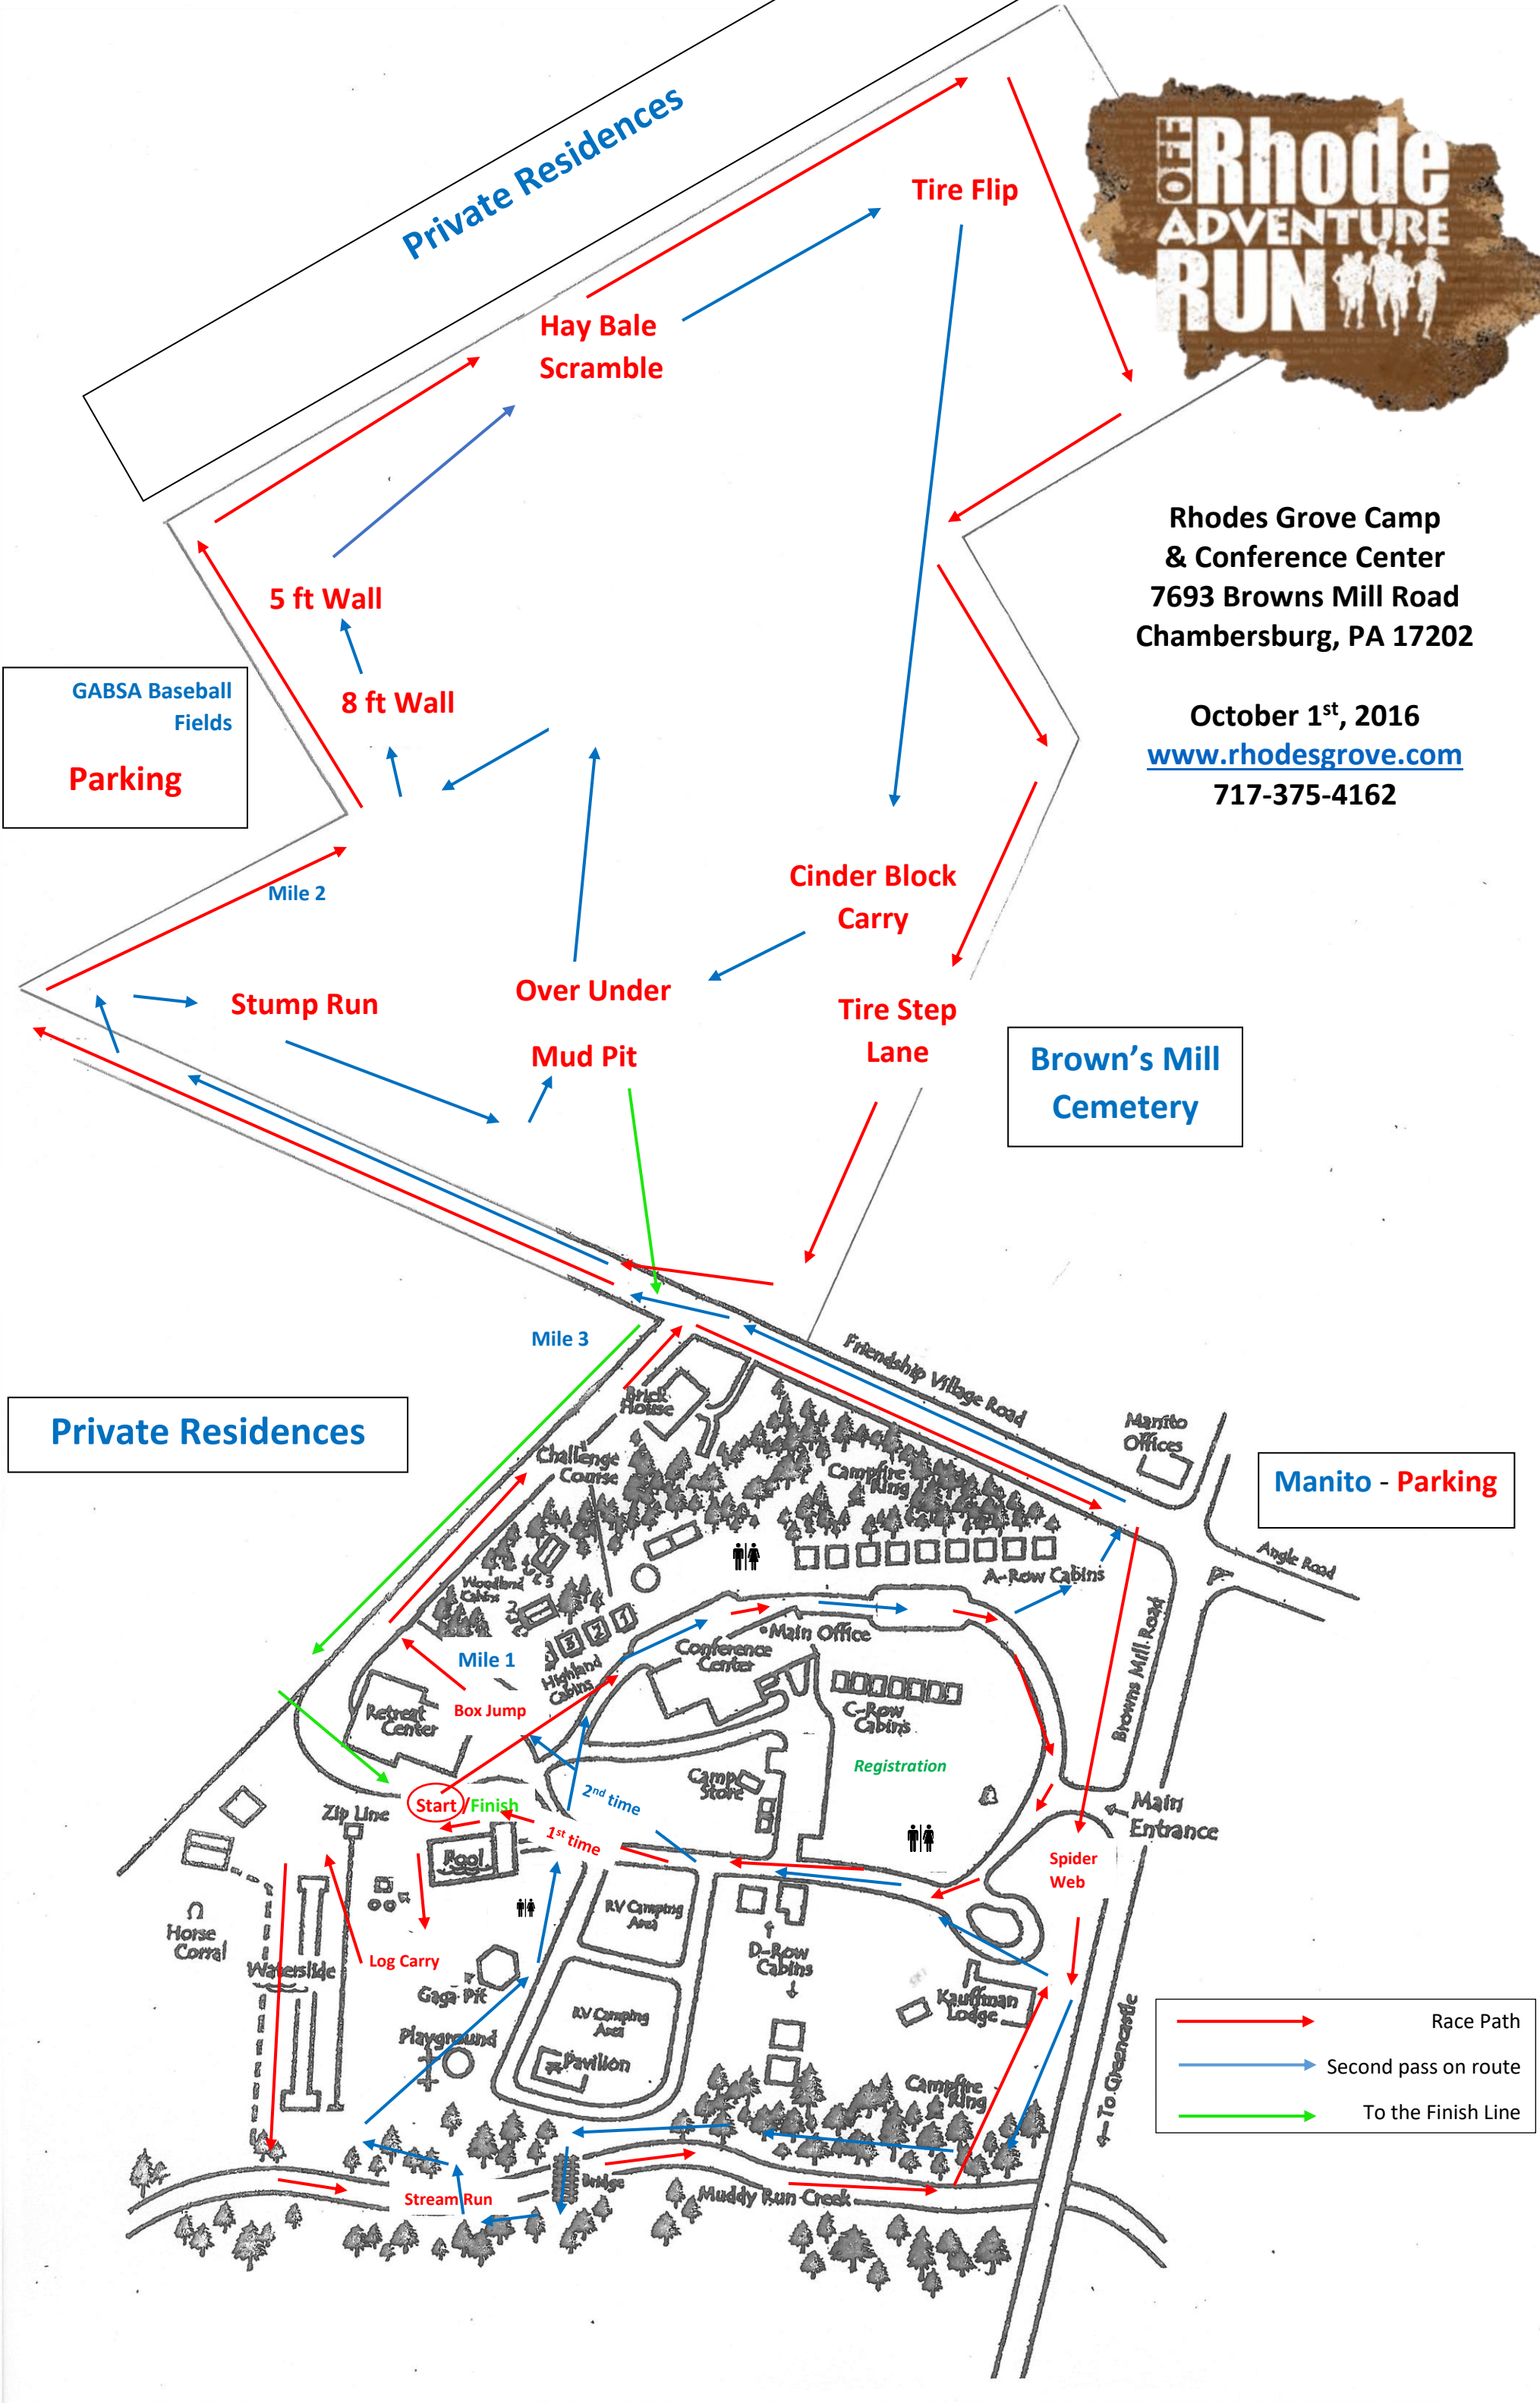 Private Residences
OFF Rhode
ADVENTURE
RUN
Tire Flip
Hay Bale
Scramble
Rhodes Grove Camp
& Conference Center
7693 Browns Mill Road
Chambersburg, PA 17202
October 1st, 2016
www.rhodesgrove.com
717-375-4162
5 ft Wall
8 ft Wall
GABSA Baseball
Fields
Parking
Mile 2
Cinder Block
Carry
Stump Run
Over Under
Mud Pit
Tire Step
Lane
Brown's Mill
Cemetery
Mile 3
Friendship Village Road
Private Residences
Brick
House
Manito
Offices
Manito - Parking
Challenge
Course
Campfire
Ring
Angle Road
A-Row Cabins
Woodland
Cabins
2
3
3
2
1
Mile 1
Highland
Cabins
Main Office
Conference
Center
Browns Mill Road
Retreat
Center
Box Jump
C-Row
Cabins
Registration
Camp
Store
2nd time
Zip Line
Start/Finish
1st time
Main
Entrance
Pool
Spider
Web
RV Camping
Area
Horse
Corral
Waterslide
Log Carry
Gaga Pit
D-Row
Cabins
Kauffman
Lodge
RV Camping
Area
Playground
Pavilion
Campfire
Ring
To Greencastle
Race Path
Second pass on route
To the Finish Line
Bridge
Stream Run
Muddy Run Creek